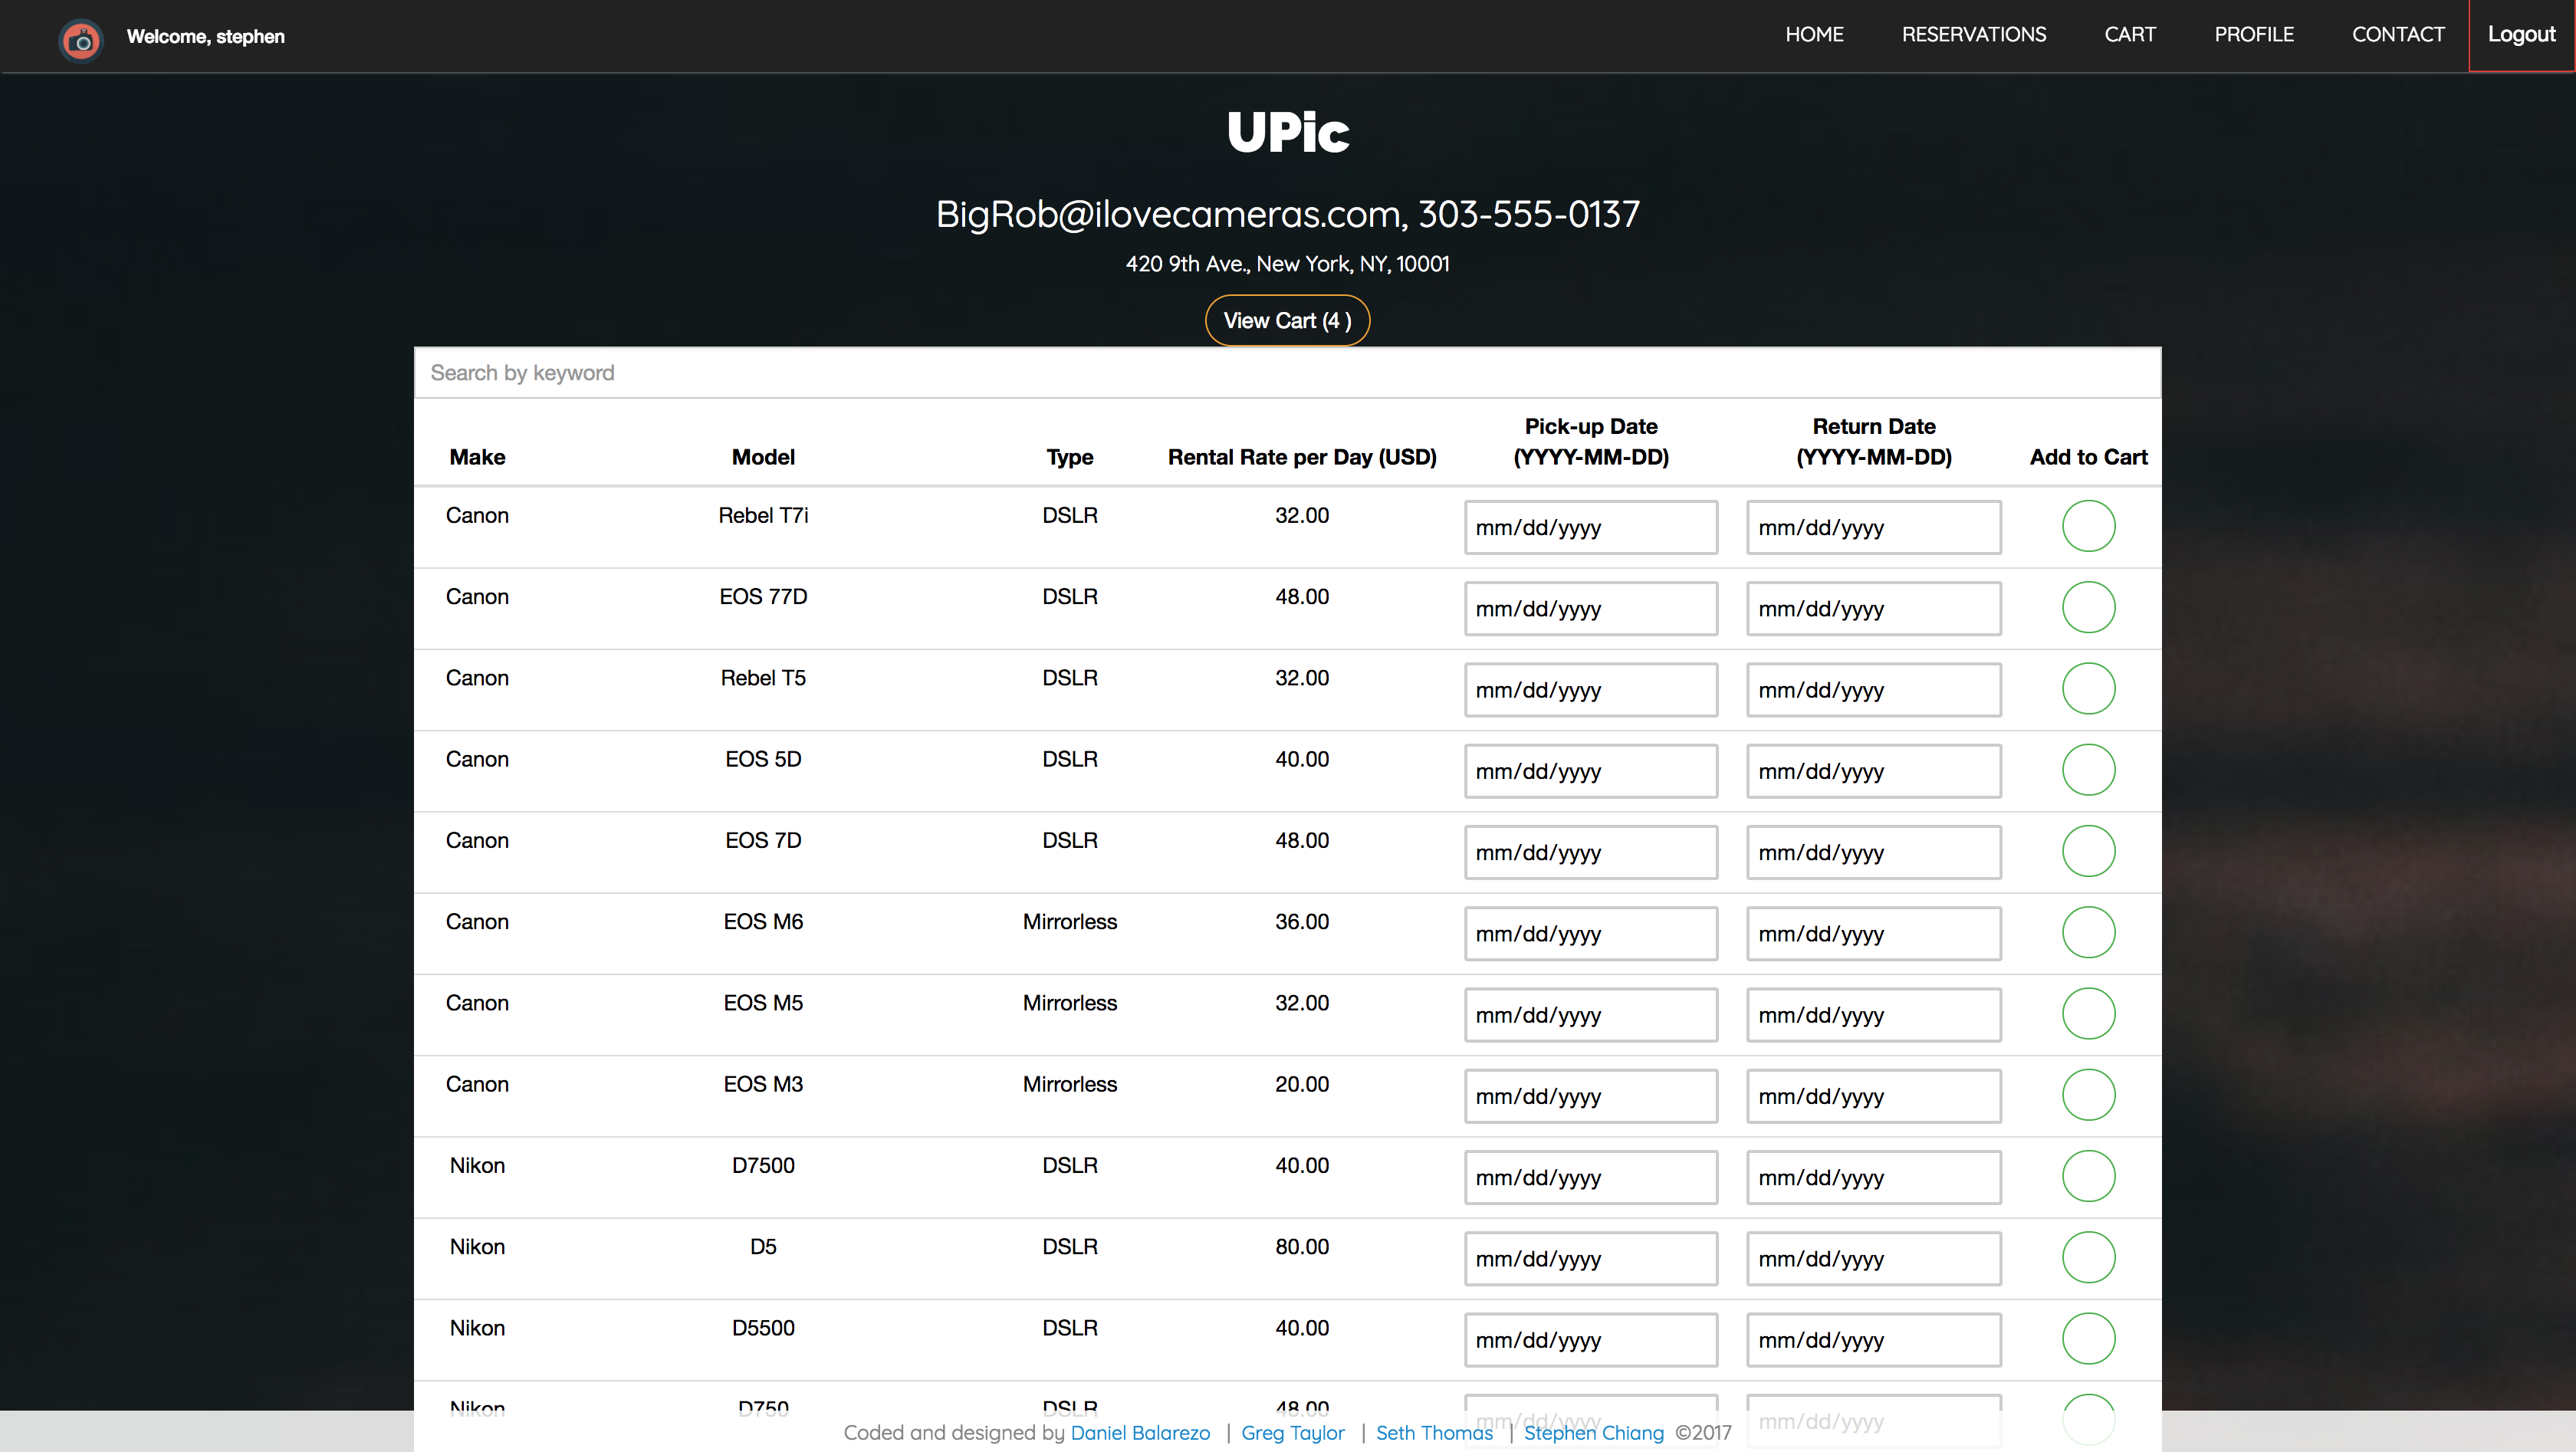 Welcome, stephen
HOME RESERVATIONS CART PROFILE CONTACT Logout
UPic
BigRob@ilovecameras.com, 303-555-0137
420 9th Ave., New York, NY, 10001
View Cart (4 )
Search by keyword
Make Model Type Rental Rate per Day (USD) Pick-up Date (YYYY-MM-DD) Return Date (YYYY-MM-DD) Add to Cart
Canon Rebel T7i DSLR 32.00 mm/dd/yyyy mm/dd/yyyy
Canon EOS 77D DSLR 48.00 mm/dd/yyyy mm/dd/yyyy
Canon Rebel T5 DSLR 32.00 mm/dd/yyyy mm/dd/yyyy
Canon EOS 5D DSLR 40.00 mm/dd/yyyy mm/dd/yyyy
Canon EOS 7D DSLR 48.00 mm/dd/yyyy mm/dd/yyyy
Canon EOS M6 Mirrorless 36.00 mm/dd/yyyy mm/dd/yyyy
Canon EOS M5 Mirrorless 32.00 mm/dd/yyyy mm/dd/yyyy
Canon EOS M3 Mirrorless 20.00 mm/dd/yyyy mm/dd/yyyy
Nikon D7500 DSLR 40.00 mm/dd/yyyy mm/dd/yyyy
Nikon D5 DSLR 80.00 mm/dd/yyyy mm/dd/yyyy
Nikon D5500 DSLR 40.00 mm/dd/yyyy mm/dd/yyyy
Nikon D750 DSLR 48.00 mm/dd/yyyy mm/dd/yyyy
Coded and designed by Daniel Balarezo | Greg Taylor | Seth Thomas | Stephen Chiang ©2017